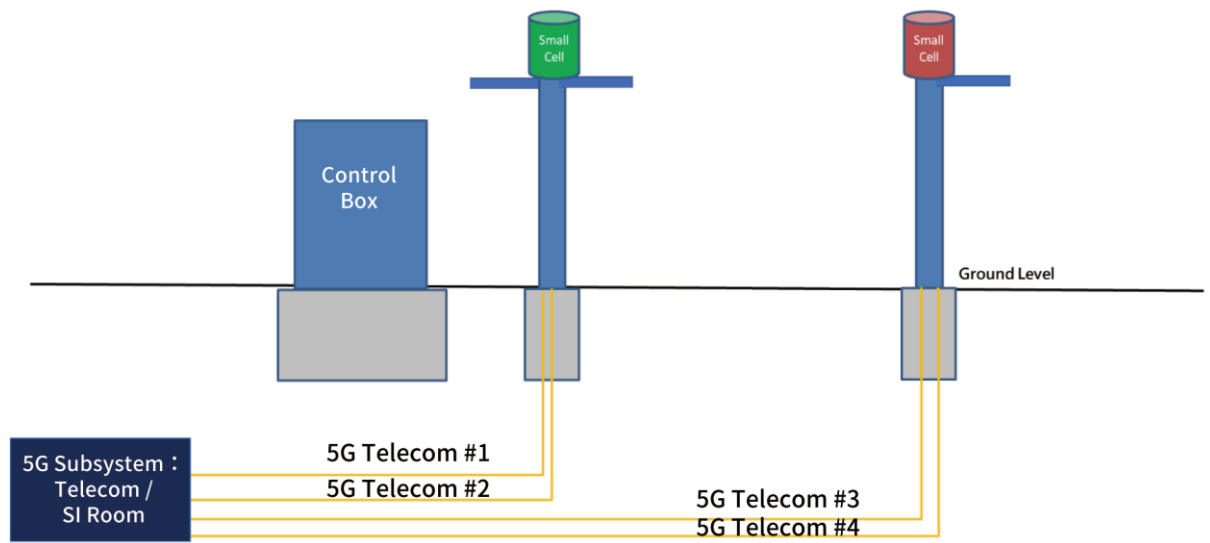 Small
Cell
Small
Cell
Control
Box
Ground Level
5G Subsystem：
Telecom /
SI Room
5G Telecom #1
5G Telecom #2
5G Telecom #3
5G Telecom #4